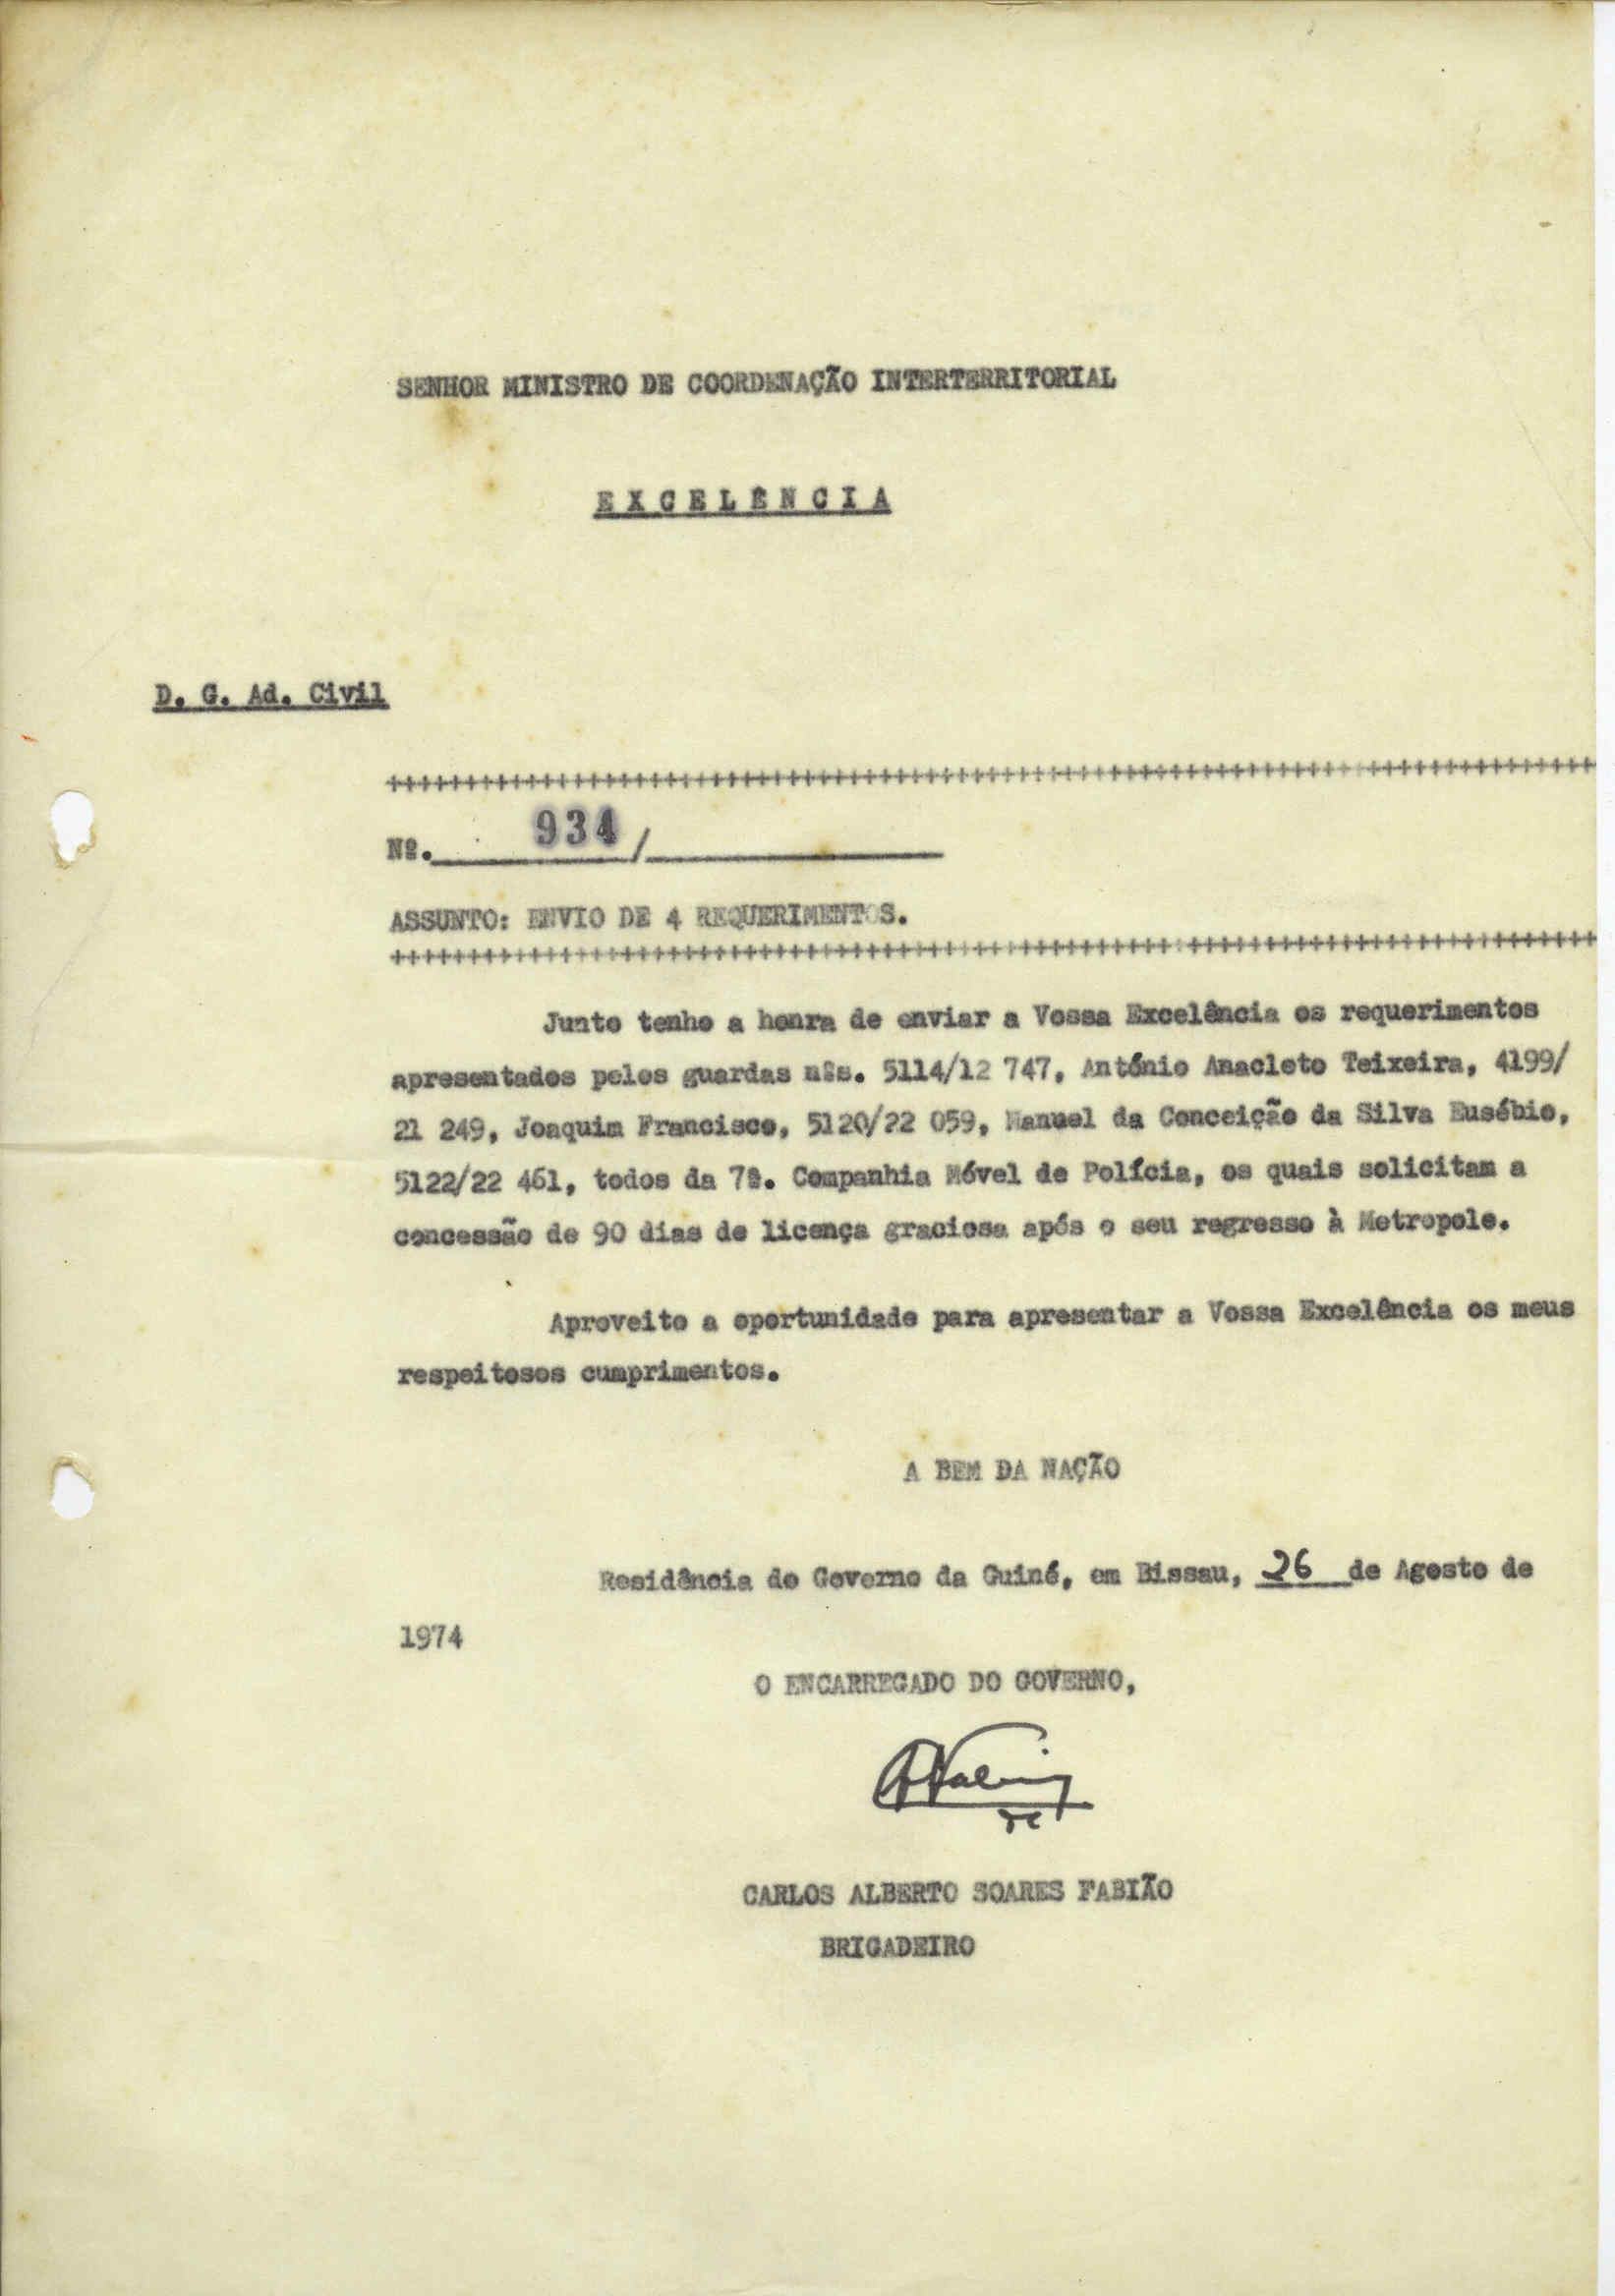 SENHOR MINISTRO DE COORDENAÇÃO INTERTERRITORIAL
EXCELÊNCIA
D. G. Ad. Civil
++++++++++++++++++++++++++++++++++++++++++++++++++++++++++++++++++++++++++++++
Nº. 934 /
ASSUNTO: ENVIO DE 4 REQUERIMENTOS.
++++++++++++++++++++++++++++++++++++++++++++++++++++++++++++++++++++++++++++++
Junto tenho a honra de enviar a Vossa Excelência os requerimentos
apresentados pelos guardas nºs. 5114/12 747, António Anacleto Teixeira, 4199/
21 249, Joaquim Francisco, 5120/22 059, Manuel da Conceição da Silva Eusébio,
5122/22 461, todos da 7ª. Companhia Móvel de Polícia, os quais solicitam a
concessão de 90 dias de licença graciosa após o seu regresso à Metropole.
Aproveito a oportunidade para apresentar a Vossa Excelência os meus
respeitosos cumprimentos.
A BEM DA NAÇÃO
Residência do Governo da Guiné, em Bissau, 26 de Agosto de
1974
O ENCARREGADO DO GOVERNO,
CARLOS ALBERTO SOARES FABIÃO
BRIGADEIRO